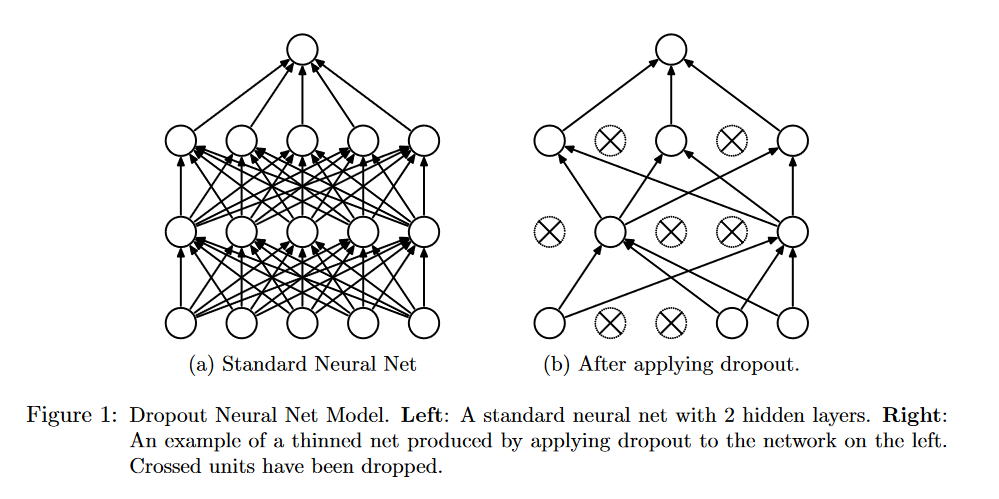 (a) Standard Neural Net
(b) After applying dropout.
Figure 1: Dropout Neural Net Model. Left: A standard neural net with 2 hidden layers. Right:
An example of a thinned net produced by applying dropout to the network on the left.
Crossed units have been dropped.